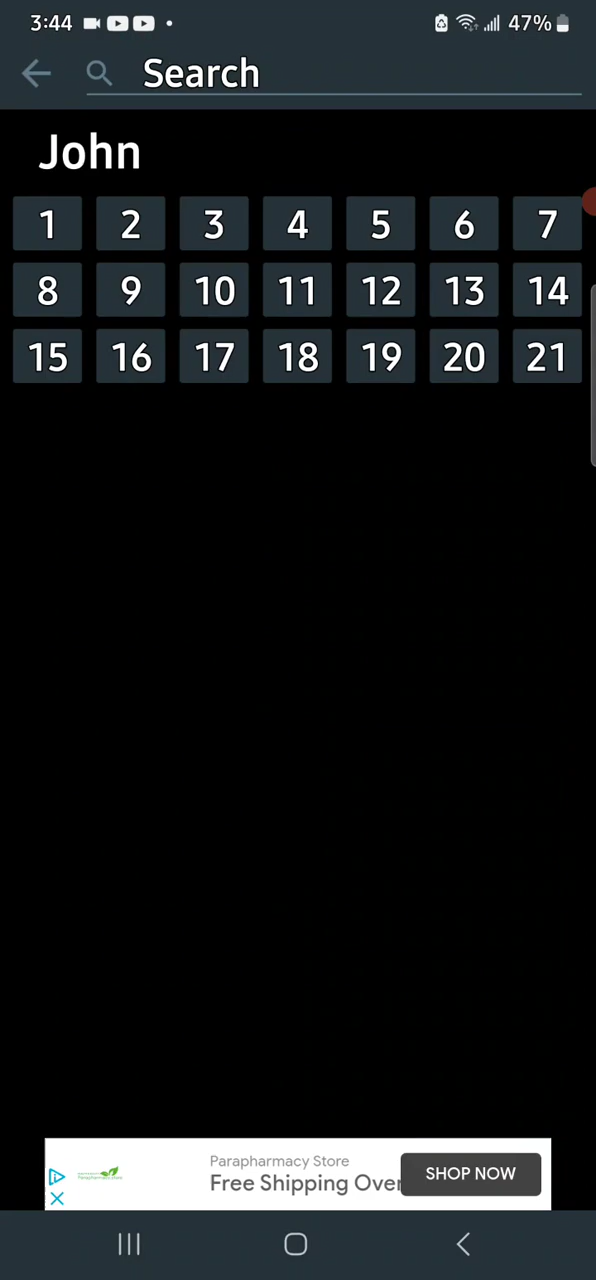 3:44 47%
Search
John
1 2 3 4 5 6 7
8 9 10 11 12 13 14
15 16 17 18 19 20 21
Parapharmacy Store
Free Shipping Over
SHOP NOW